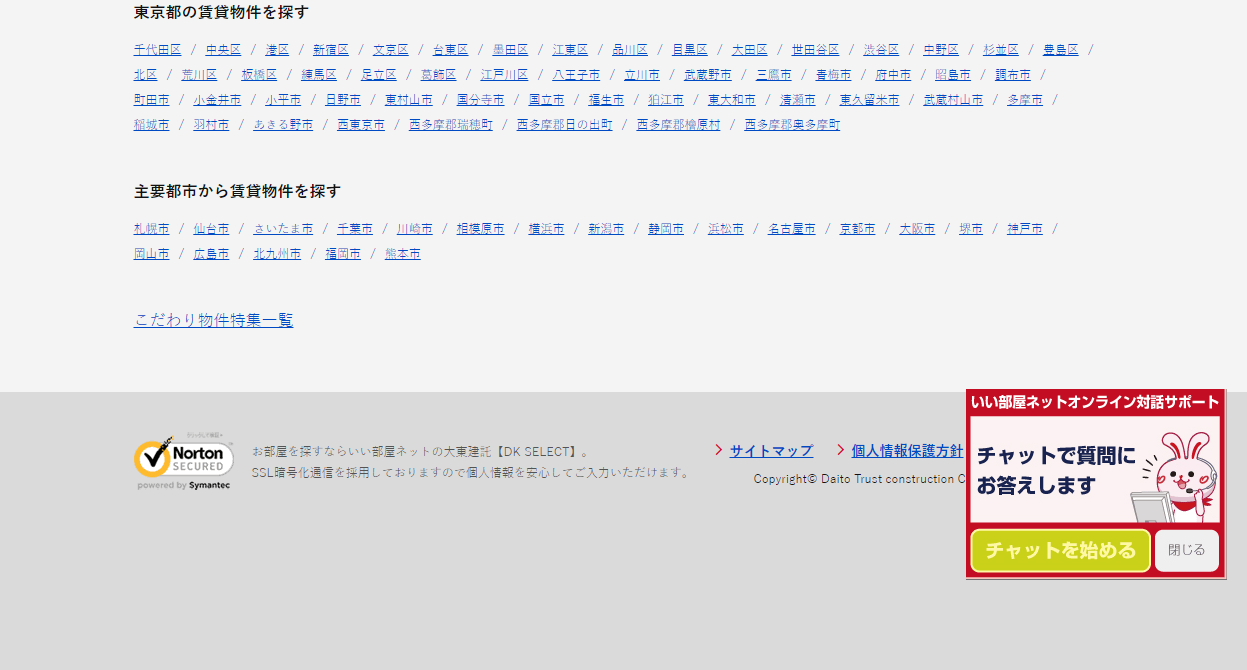 東京都の賃貸物件を探す
千代田区 / 中央区 / 港区 / 新宿区 / 文京区 / 台東区 / 墨田区 / 江東区 / 品川区 / 目黒区 / 大田区 / 世田谷区 / 渋谷区 / 中野区 / 杉並区 / 豊島区 /
北区 / 荒川区 / 板橋区 / 練馬区 / 足立区 / 葛飾区 / 江戸川区 / 八王子市 / 立川市 / 武蔵野市 / 三鷹市 / 青梅市 / 府中市 / 昭島市 / 調布市 /
町田市 / 小金井市 / 小平市 / 日野市 / 東村山市 / 国分寺市 / 国立市 / 福生市 / 狛江市 / 東大和市 / 清瀬市 / 東久留米市 / 武蔵村山市 / 多摩市 /
稲城市 / 羽村市 / あきる野市 / 西東京市 / 西多摩郡瑞穂町 / 西多摩郡日の出町 / 西多摩郡檜原村 / 西多摩郡奥多摩町
主要都市から賃貸物件を探す
札幌市 / 仙台市 / さいたま市 / 千葉市 / 川崎市 / 相模原市 / 横浜市 / 新潟市 / 静岡市 / 浜松市 / 名古屋市 / 京都市 / 大阪市 / 堺市 / 神戸市 /
岡山市 / 広島市 / 北九州市 / 福岡市 / 熊本市
こだわり物件特集一覧
Norton
SECURED
powered by Symantec
お部屋を探すならいい部屋ネットの大東建託【DK SELECT】。
SSL暗号化通信を採用しておりますので個人情報を安心してご入力いただけます。
サイトマップ
個人情報保護方針
Copyright© Daito Trust construction C
いい部屋ネットオンライン対話サポート
チャットで質問に
お答えします
チャットを始める
閉じる